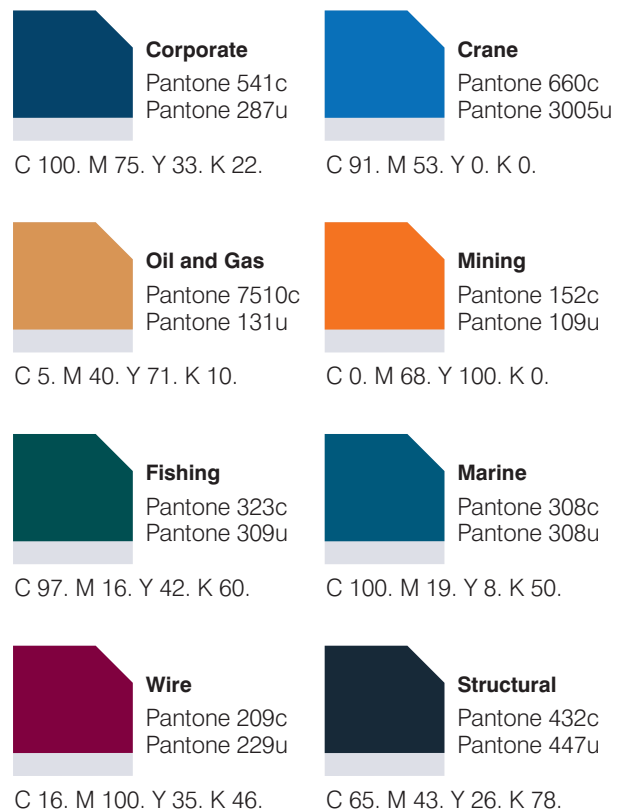 Corporate
Pantone 541c
Pantone 287u
C 100. M 75. Y 33. K 22.
Crane
Pantone 660c
Pantone 3005u
C 91. M 53. Y 0. K 0.
Oil and Gas
Pantone 7510c
Pantone 131u
C 5. M 40. Y 71. K 10.
Mining
Pantone 152c
Pantone 109u
C 0. M 68. Y 100. K 0.
Fishing
Pantone 323c
Pantone 309u
C 97. M 16. Y 42. K 60.
Marine
Pantone 308c
Pantone 308u
C 100. M 19. Y 8. K 50.
Wire
Pantone 209c
Pantone 229u
C 16. M 100. Y 35. K 46.
Structural
Pantone 432c
Pantone 447u
C 65. M 43. Y 26. K 78.